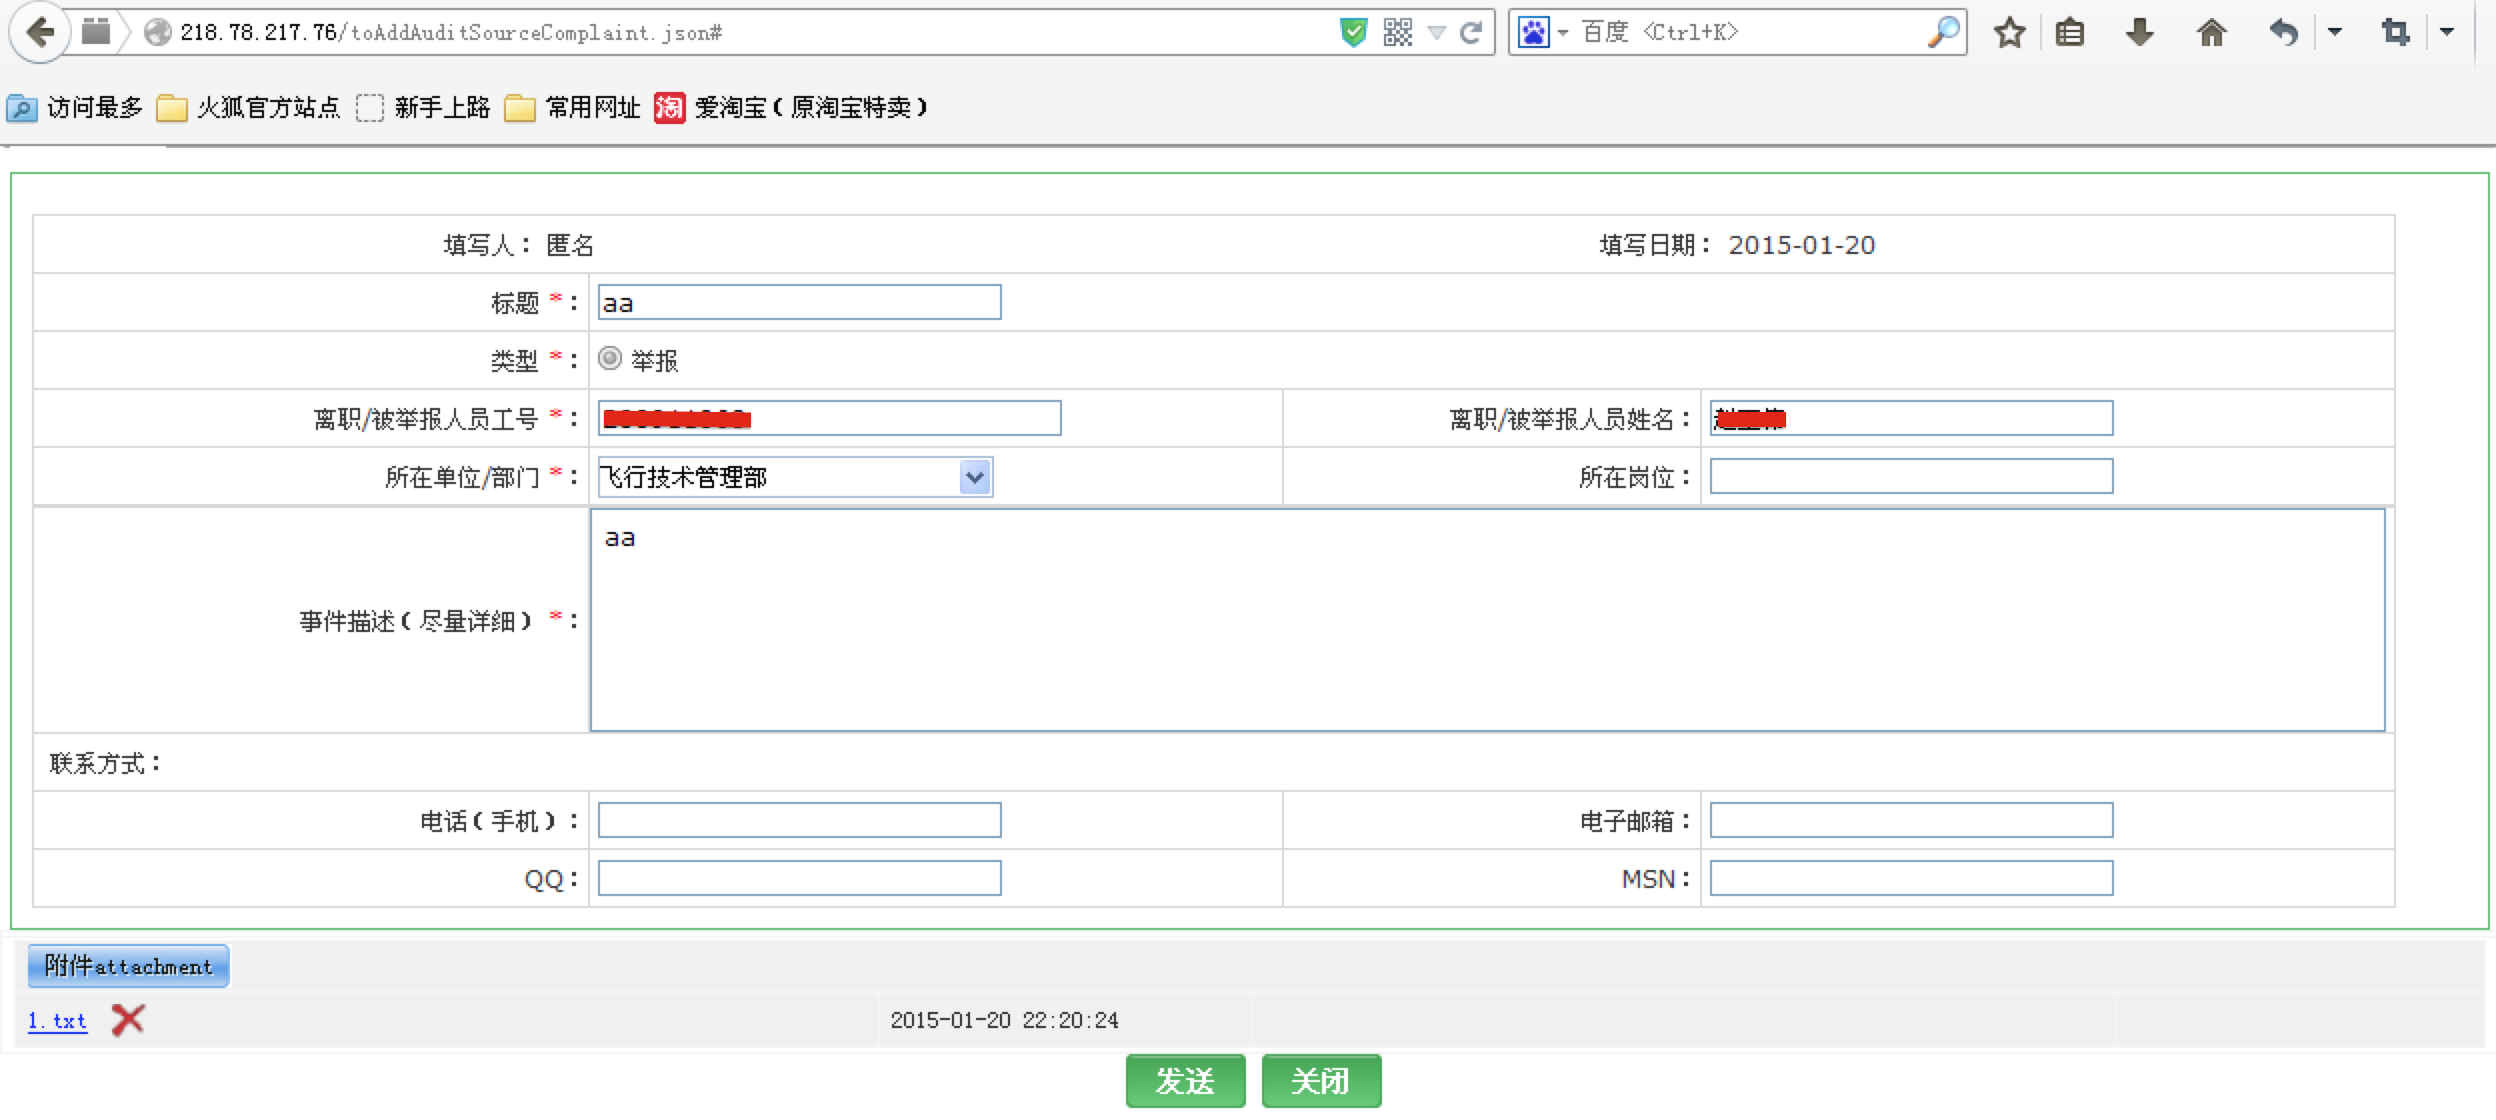 218.78.217.76/toAddAuditSourceComplaint.json#
百度 <Ctrl+K>
访问最多 火狐官方站点 新手上路 常用网址 淘 爱淘宝(原淘宝特卖)
填写人: 匿名 填写日期: 2015-01-20
标题 *: aa
类型 *: 举报
离职/被举报人员工号 *: 离职/被举报人员姓名:
所在单位/部门 *: 飞行技术管理部 所在岗位:
事件描述(尽量详细) *: aa
联系方式:
电话(手机): 电子邮箱:
QQ: MSN:
附件attachment
1.txt 2015-01-20 22:20:24
发送 关闭